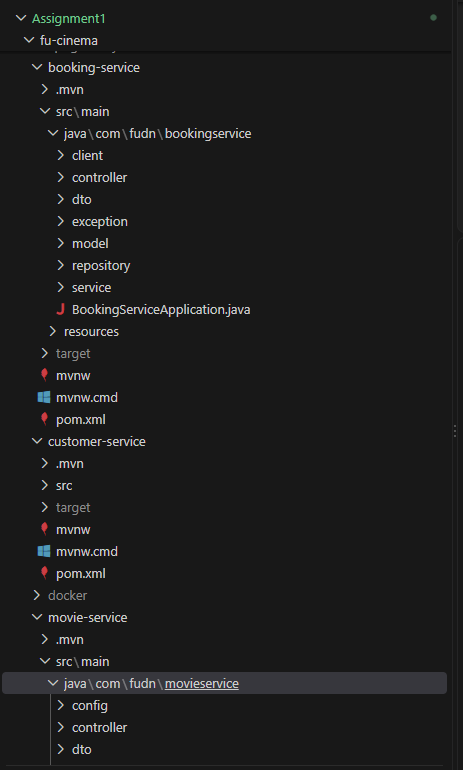 Assignment1
fu-cinema
booking-service
.mvn
src\main
java\com\fudn\bookingservice
client
controller
dto
exception
model
repository
service
BookingServiceApplication.java
resources
target
mvnw
mvnw.cmd
pom.xml
customer-service
.mvn
src
target
mvnw
mvnw.cmd
pom.xml
docker
movie-service
.mvn
src\main
java\com\fudn\movieservice
config
controller
dto